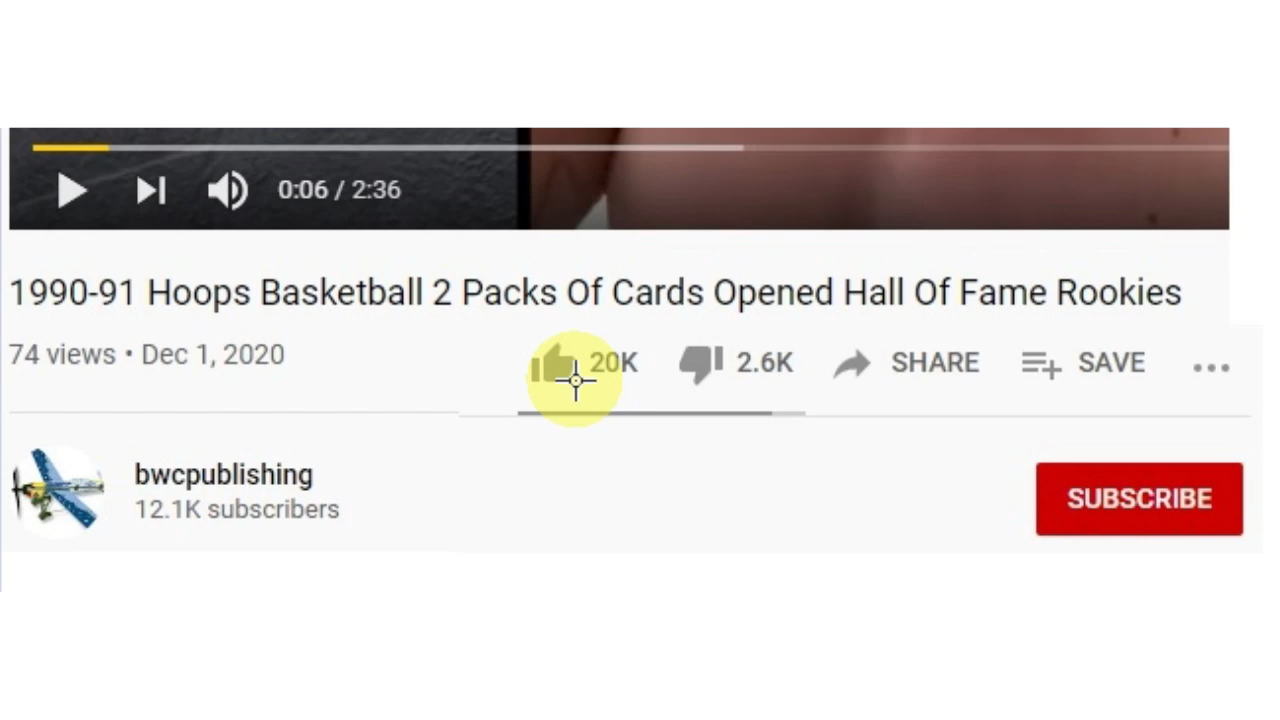 0:06 / 2:36
1990-91 Hoops Basketball 2 Packs Of Cards Opened Hall Of Fame Rookies
74 views • Dec 1, 2020
20K 2.6K SHARE SAVE
bwcpublishing
12.1K subscribers
SUBSCRIBE